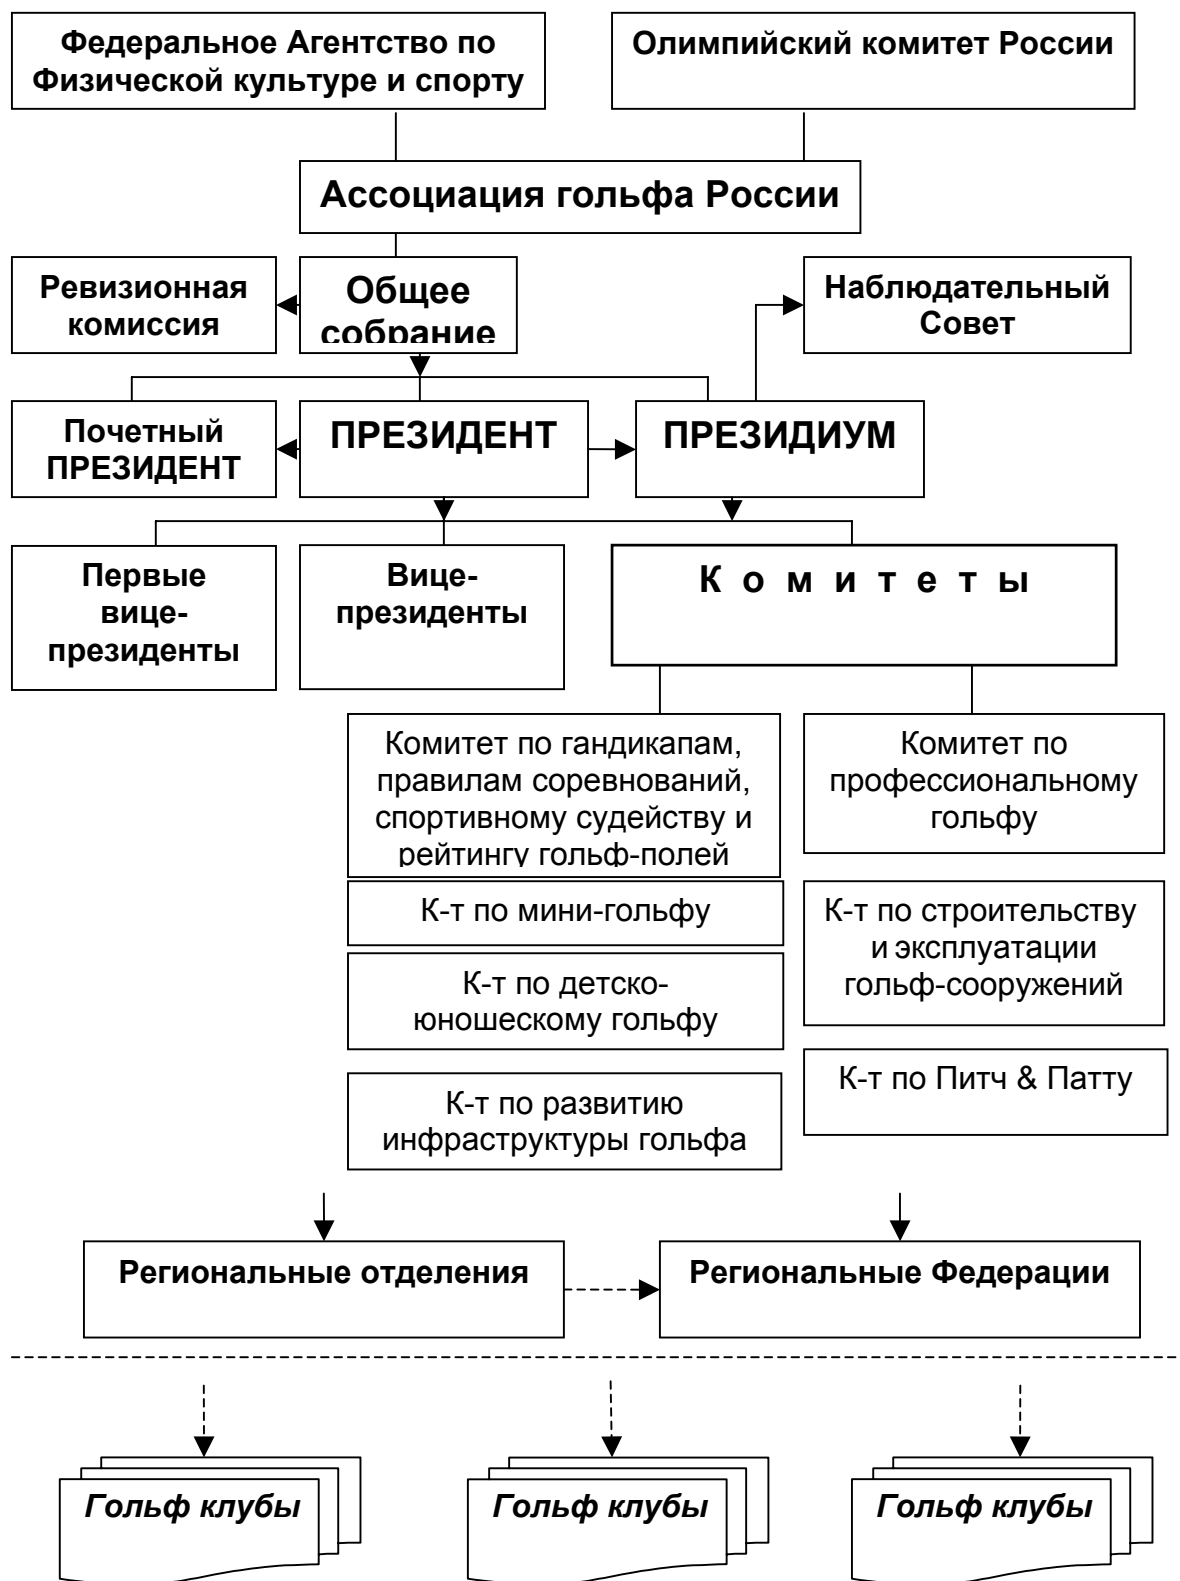 Федеральное Агентство по
Физической культуре и спорту
Олимпийский комитет России
Ассоциация гольфа России
Ревизионная
комиссия
Общее
собрание
Наблюдательный
Совет
Почетный
ПРЕЗИДЕНТ
ПРЕЗИДЕНТ
ПРЕЗИДИУМ
Первые
вице-
президенты
Вице-
президенты
К о м и т е т ы
Комитет по гандикапам,
правилам соревнований,
спортивному судейству и
рейтингу гольф-полей
Комитет по
профессиональному
гольфу
К-т по мини-гольфу
К-т по строительству
и эксплуатации
гольф-сооружений
К-т по детско-
юношескому гольфу
К-т по Питч & Патту
К-т по развитию
инфраструктуры гольфа
Региональные отделения
Региональные Федерации
Гольф клубы
Гольф клубы
Гольф клубы